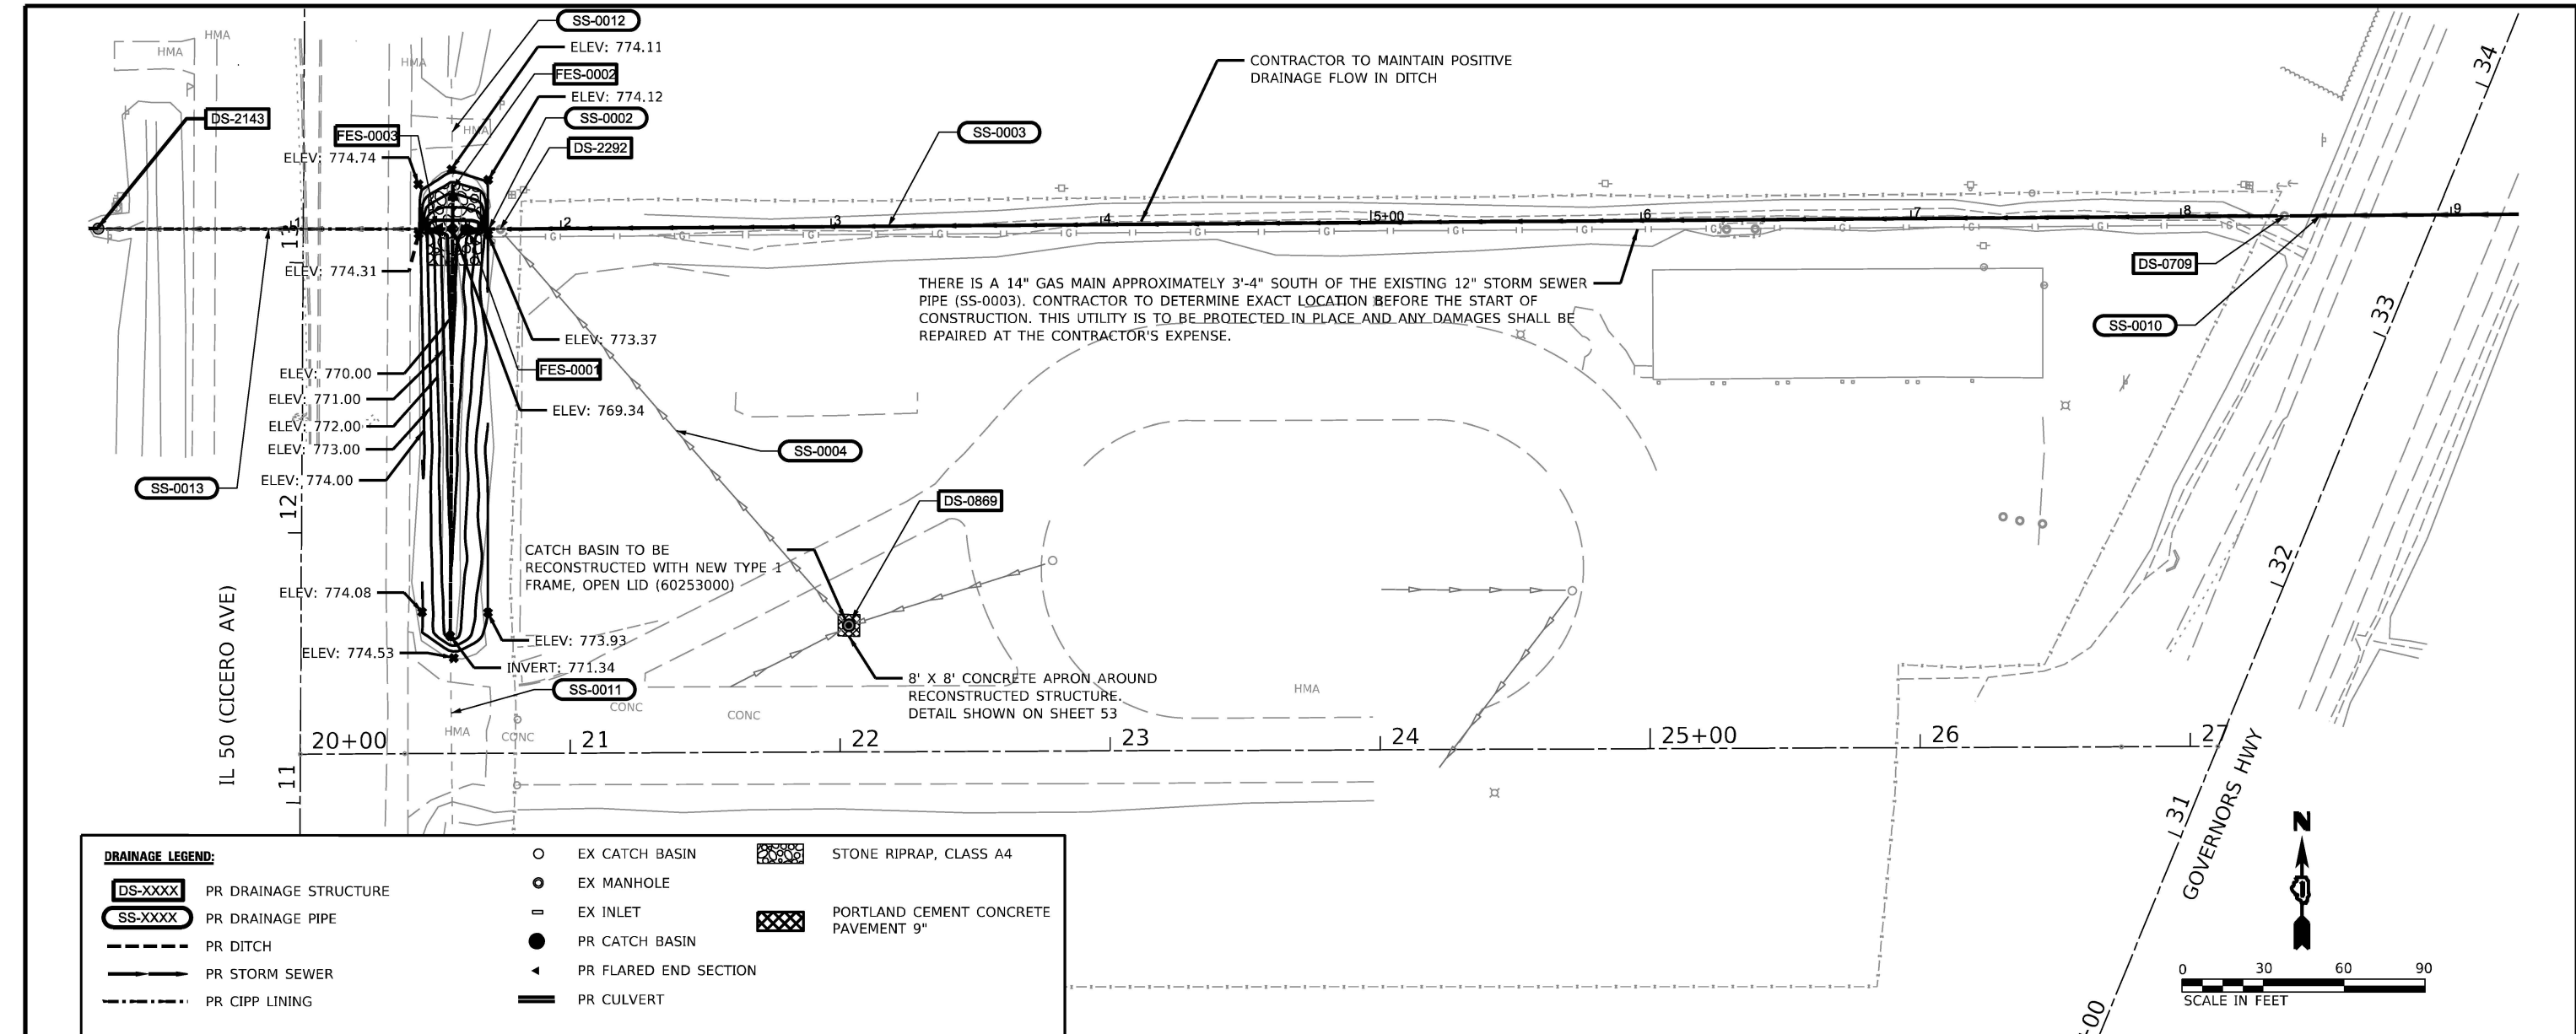 HMA
HMA
HMA
HMA
SS-0012
ELEV: 774.11
FES-0002
ELEV: 774.12
SS-0002
DS-2292
DS-2143
FES-0003
ELEV: 774.74
ELEV: 774.31
CONTRACTOR TO MAINTAIN POSITIVE
DRAINAGE FLOW IN DITCH
SS-0003
1
2
3
4
5+00
6
7
8
9
G G G G G G G G G G G G G G
34
33
32
31
DS-0709
SS-0010
THERE IS A 14" GAS MAIN APPROXIMATELY 3'-4" SOUTH OF THE EXISTING 12" STORM SEWER
PIPE (SS-0003). CONTRACTOR TO DETERMINE EXACT LOCATION BEFORE THE START OF
CONSTRUCTION. THIS UTILITY IS TO BE PROTECTED IN PLACE AND ANY DAMAGES SHALL BE
REPAIRED AT THE CONTRACTOR'S EXPENSE.
ELEV: 773.37
FES-0001
ELEV: 769.34
ELEV: 770.00
ELEV: 771.00
ELEV: 772.00
ELEV: 773.00
ELEV: 774.00
SS-0013
13
12
11
SS-0004
DS-0869
CATCH BASIN TO BE
RECONSTRUCTED WITH NEW TYPE 1
FRAME, OPEN LID (60253000)
ELEV: 774.08
ELEV: 773.93
ELEV: 774.53
INVERT: 771.34
SS-0011
8' X 8' CONCRETE APRON AROUND
RECONSTRUCTED STRUCTURE.
DETAIL SHOWN ON SHEET 53
HMA
CONC
CONC
HMA
CONC
IL 50 (CICERO AVE)
20+00
21
22
23
24
25+00
26
27
GOVERNORS HWY
N
0 30 60 90
SCALE IN FEET
DRAINAGE LEGEND:
DS-XXXX PR DRAINAGE STRUCTURE
SS-XXXX PR DRAINAGE PIPE
PR DITCH
PR STORM SEWER
PR CIPP LINING
EX CATCH BASIN
EX MANHOLE
EX INLET
PR CATCH BASIN
PR FLARED END SECTION
PR CULVERT
STONE RIPRAP, CLASS A4
PORTLAND CEMENT CONCRETE
PAVEMENT 9"